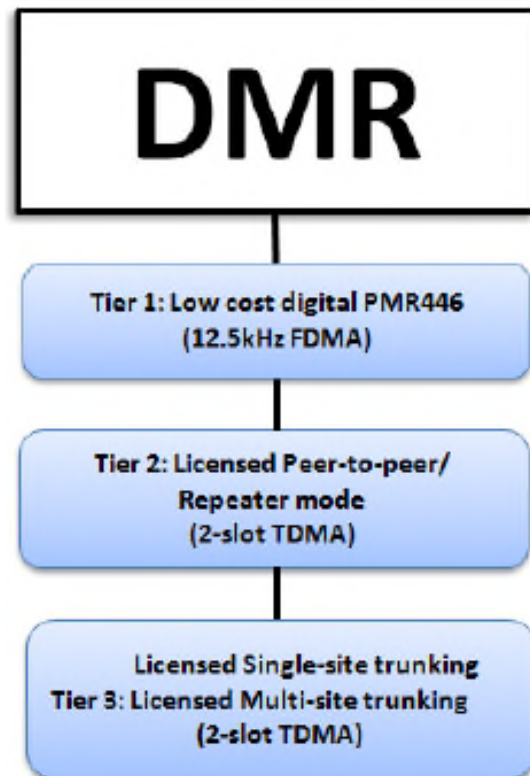 DMR
Tier 1: Low cost digital PMR446
(12.5kHz FDMA)
Tier 2: Licensed Peer-to-peer/
Repeater mode
(2-slot TDMA)
Licensed Single-site trunking
Tier 3: Licensed Multi-site trunking
(2-slot TDMA)